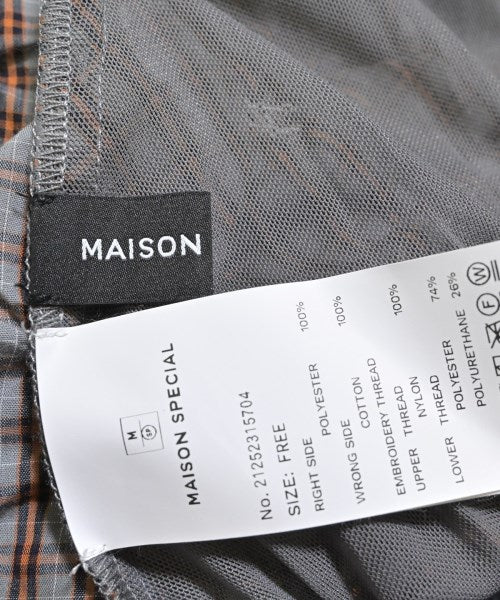 MAISON
M
SP
MAISON SPECIAL
No. 21252315704
SIZE: FREE
RIGHT SIDE
POLYESTER 100%
WRONG SIDE
COTTON 100%
EMBROIDERY THREAD
UPPER THREAD
NYLON 100%
LOWER THREAD
POLYESTER 74%
POLYURETHANE 26%
F
W